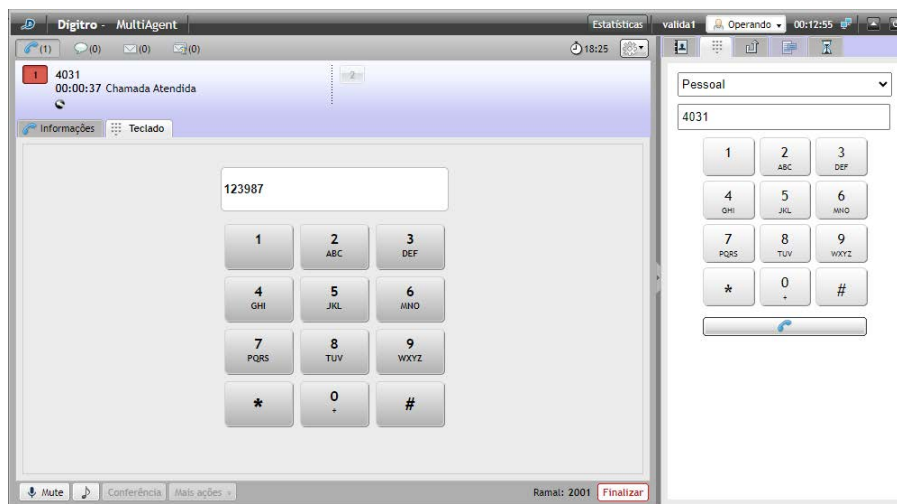 Dígitro - MultiAgent
Estatísticas
valida1
Operando
00:12:55
(1) (0) (0) (0)
18:25
1
4031
00:00:37 Chamada Atendida
2
Informações
Teclado
123987
1 2 ABC 3 DEF
4 GHI 5 JKL 6 MNO
7 PQRS 8 TUV 9 WXYZ
* 0 + #
Mute
Conferência
Mais ações
Ramal: 2001
Finalizar
Pessoal
4031
1 2 ABC 3 DEF
4 GHI 5 JKL 6 MNO
7 PQRS 8 TUV 9 WXYZ
* 0 + #